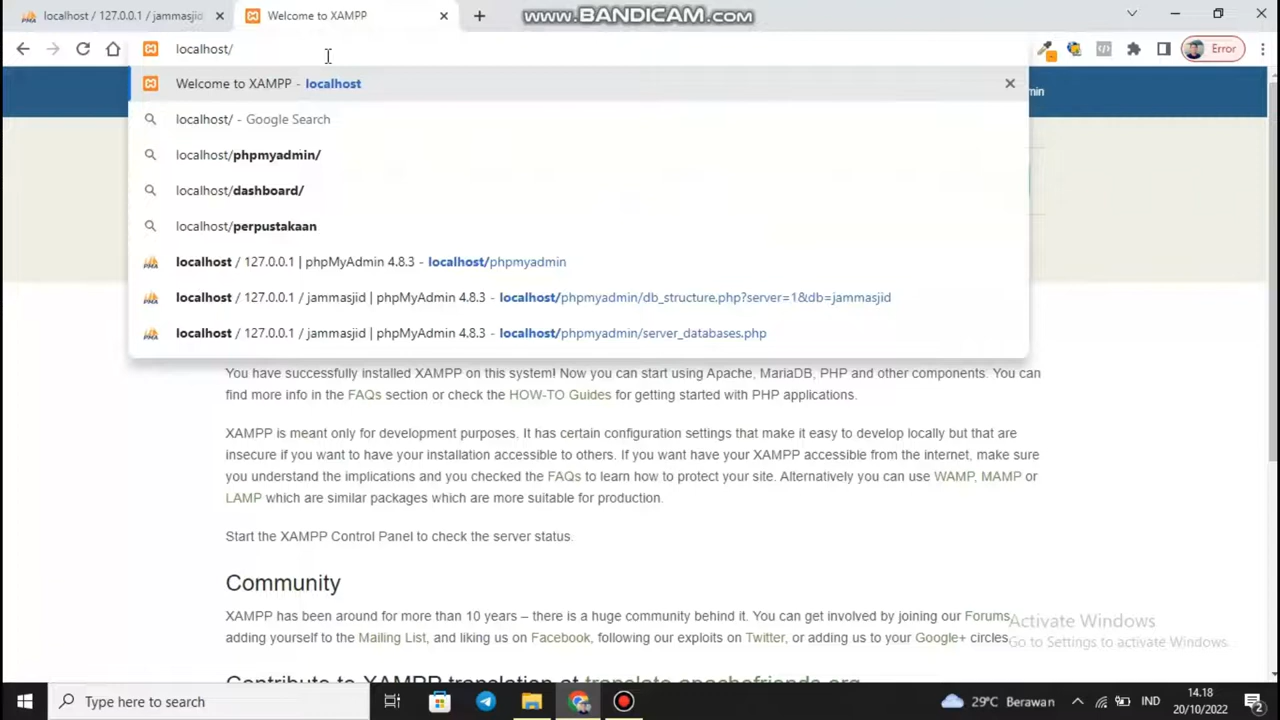 localhost / 127.0.0.1 / jammasjid
Welcome to XAMPP
www.BANDICAM.com
localhost/
Error
Welcome to XAMPP - localhost
min
localhost/ - Google Search
localhost/phpmyadmin/
localhost/dashboard/
localhost/perpustakaan
localhost / 127.0.0.1 | phpMyAdmin 4.8.3 - localhost/phpmyadmin
localhost / 127.0.0.1 / jammasjid | phpMyAdmin 4.8.3 - localhost/phpmyadmin/db_structure.php?server=1&db=jammasjid
localhost / 127.0.0.1 / jammasjid | phpMyAdmin 4.8.3 - localhost/phpmyadmin/server_databases.php
You have successfully installed XAMPP on this system! Now you can start using Apache, MariaDB, PHP and other components. You can
find more info in the FAQs section or check the HOW-TO Guides for getting started with PHP applications.
XAMPP is meant only for development purposes. It has certain configuration settings that make it easy to develop locally but that are
insecure if you want to have your installation accessible to others. If you want have your XAMPP accessible from the internet, make sure
you understand the implications and you checked the FAQs to learn how to protect your site. Alternatively you can use WAMP, MAMP or
LAMP which are similar packages which are more suitable for production.
Start the XAMPP Control Panel to check the server status.
Community
XAMPP has been around for more than 10 years – there is a huge community behind it. You can get involved by joining our Forums,
adding yourself to the Mailing List, and liking us on Facebook, following our exploits on Twitter, or adding us to your Google+ circles.
Activate Windows
Go to Settings to activate Windows.
Contribute to XAMPP translation at translate.apachefriends.org
Type here to search
29°C Berawan
IND
14.18
20/10/2022
2